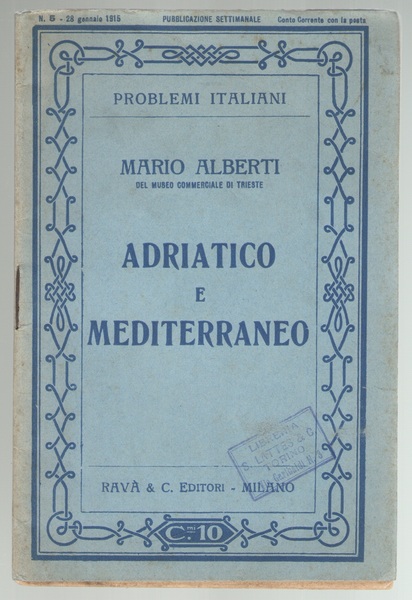 N. 5 - 28 gennaio 1915 PUBBLICAZIONE SETTIMANALE Conto Corrente con la posta
PROBLEMI ITALIANI
MARIO ALBERTI
DEL MUSEO COMMERCIALE DI TRIESTE
ADRIATICO
E
MEDITERRANEO
LIBRERIA
S. LATTES & C.
TORINO
RAVÀ & C. EDITORI - MILANO
C.mi 10